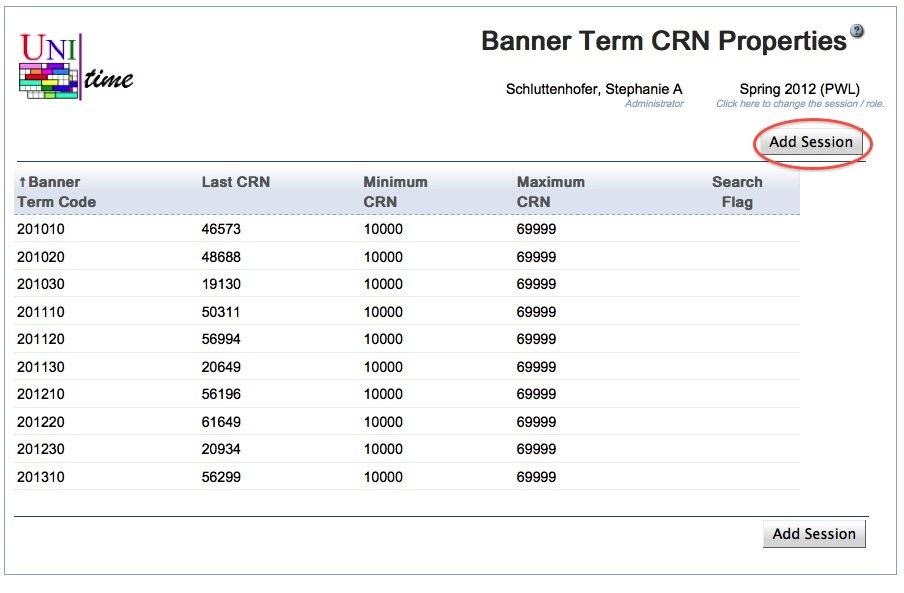 UNI
time
Banner Term CRN Properties ?
Schluttenhofer, Stephanie A Spring 2012 (PWL)
Administrator Click here to change the session / role.
Add Session
↑Banner Term Code Last CRN Minimum CRN Maximum CRN Search Flag
201010 46573 10000 69999
201020 48688 10000 69999
201030 19130 10000 69999
201110 50311 10000 69999
201120 56994 10000 69999
201130 20649 10000 69999
201210 56196 10000 69999
201220 61649 10000 69999
201230 20934 10000 69999
201310 56299 10000 69999
Add Session